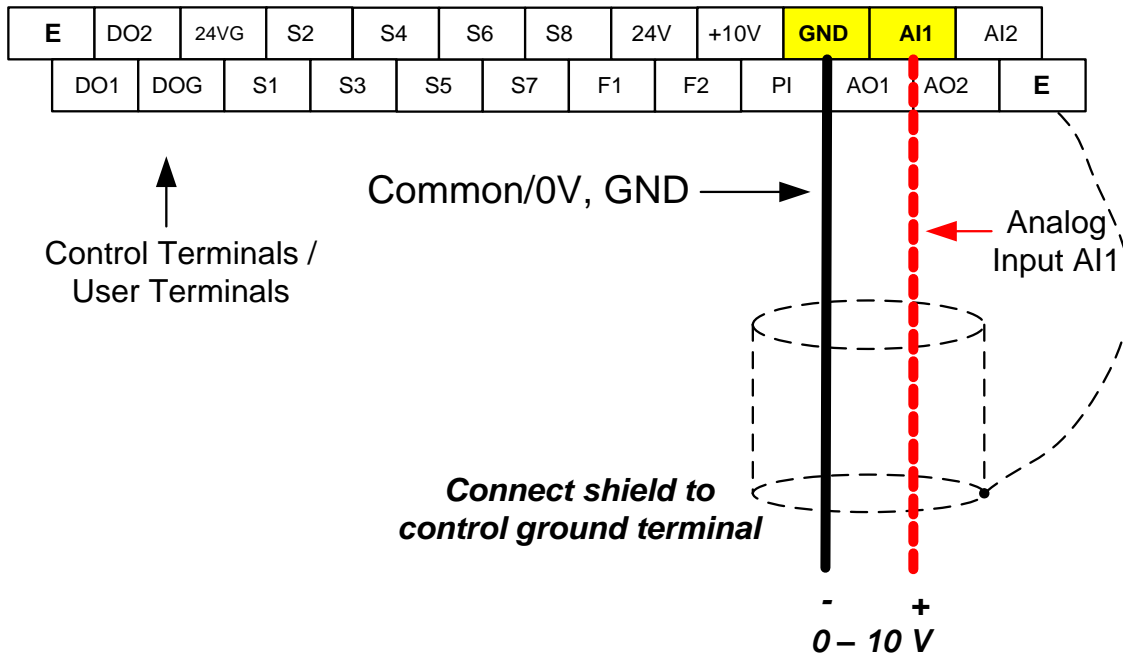 E DO2 24VG S2 S4 S6 S8 24V +10V GND AI1 AI2
DO1 DOG S1 S3 S5 S7 F1 F2 PI AO1 AO2 E
Common/0V, GND
Control Terminals /
User Terminals
Analog
Input AI1
Connect shield to
control ground terminal
- +
0 – 10 V